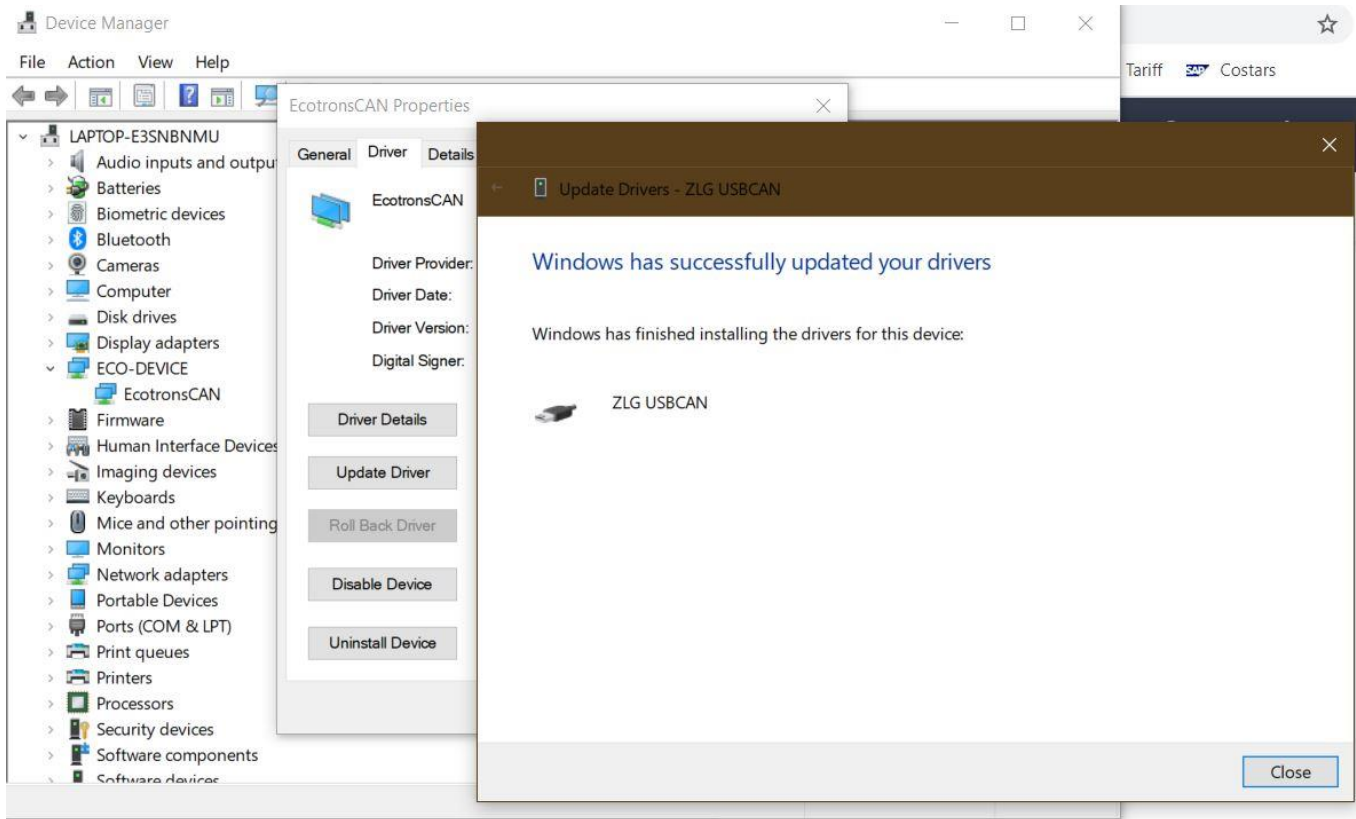 Device Manager
File Action View Help
Tariff SAP Costars
EcotronsCAN Properties
LAPTOP-E3SNBNMU
Audio inputs and outpu
Batteries
Biometric devices
Bluetooth
Cameras
Computer
Disk drives
Display adapters
ECO-DEVICE
EcotronsCAN
Firmware
Human Interface Devices
Imaging devices
Keyboards
Mice and other pointing
Monitors
Network adapters
Portable Devices
Ports (COM & LPT)
Print queues
Printers
Processors
Security devices
Software components
Software devices
General Driver Details
EcotronsCAN
Driver Provider:
Driver Date:
Driver Version:
Digital Signer:
Driver Details
Update Driver
Roll Back Driver
Disable Device
Uninstall Device
Update Drivers - ZLG USBCAN
Windows has successfully updated your drivers
Windows has finished installing the drivers for this device:
ZLG USBCAN
Close